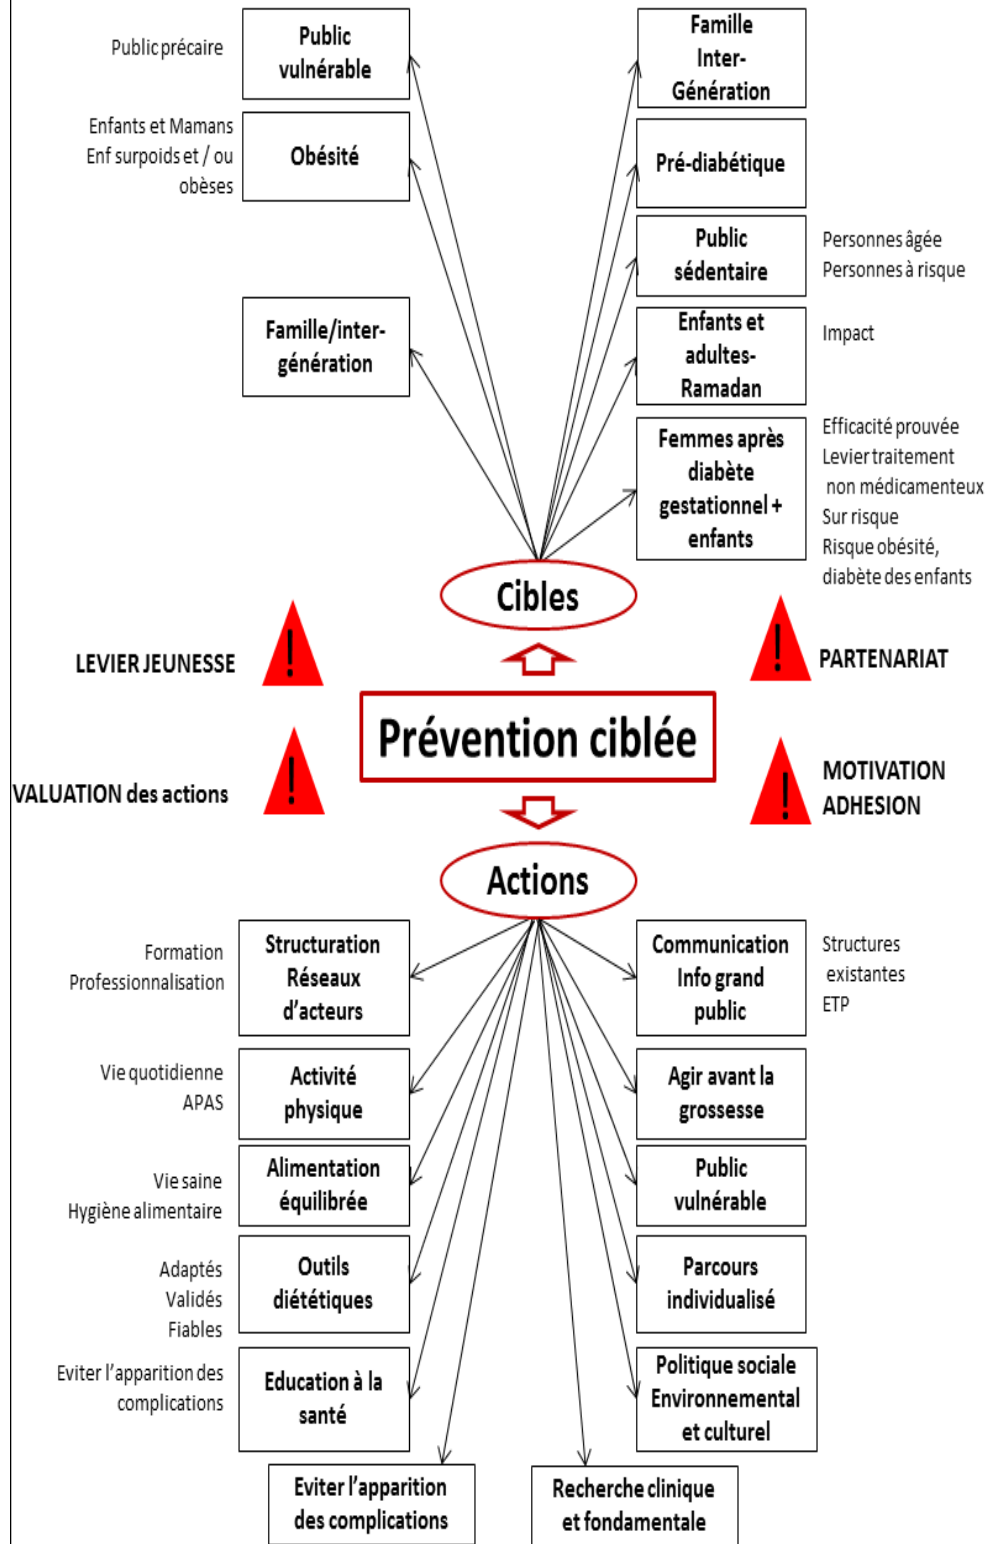 Public précaire
Public
vulnérable
Enfants et Mamans
Enf surpoids et / ou
obèses
Obésité
Famille/inter-
génération
Famille
Inter-
Génération
Pré-diabétique
Public
sédentaire
Personnes âgée
Personnes à risque
Enfants et
adultes-
Ramadan
Impact
Femmes après
diabète
gestationnel +
enfants
Efficacité prouvée
Levier traitement
non médicamenteux
Sur risque
Risque obésité,
diabète des enfants
Cibles
LEVIER JEUNESSE
!
!
PARTENARIAT
Prévention ciblée
VALUATION des actions
!
!
MOTIVATION
ADHESION
Actions
Formation
Professionnalisation
Structuration
Réseaux
d’acteurs
Vie quotidienne
APAS
Activité
physique
Vie saine
Hygiène alimentaire
Alimentation
équilibrée
Adaptés
Validés
Fiables
Outils
diététiques
Eviter l’apparition des
complications
Education à la
santé
Eviter l’apparition
des complications
Communication
Info grand
public
Structures
existantes
ETP
Agir avant la
grossesse
Public
vulnérable
Parcours
individualisé
Politique sociale
Environnemental
et culturel
Recherche clinique
et fondamentale